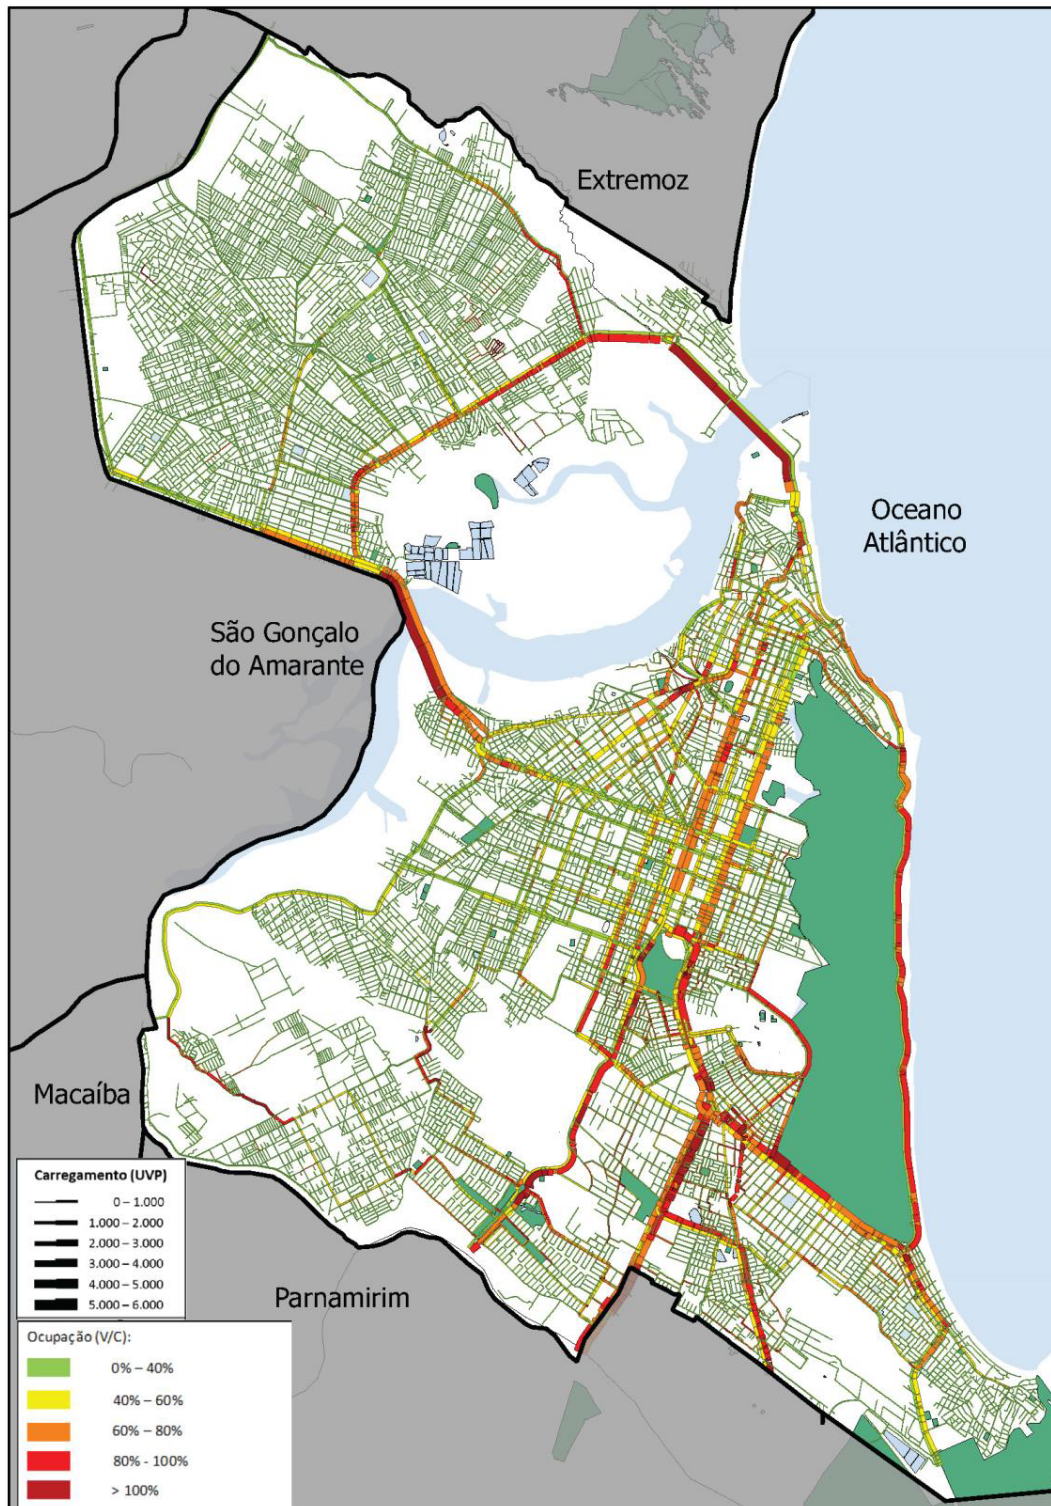 Extremoz
Oceano
Atlântico
São Gonçalo
do Amarante
Macaíba
Parnamirim
Carregamento (UVP)
0 – 1.000
1.000 – 2.000
2.000 – 3.000
3.000 – 4.000
4.000 – 5.000
5.000 – 6.000
Ocupação (V/C):
0% – 40%
40% – 60%
60% – 80%
80% - 100%
> 100%